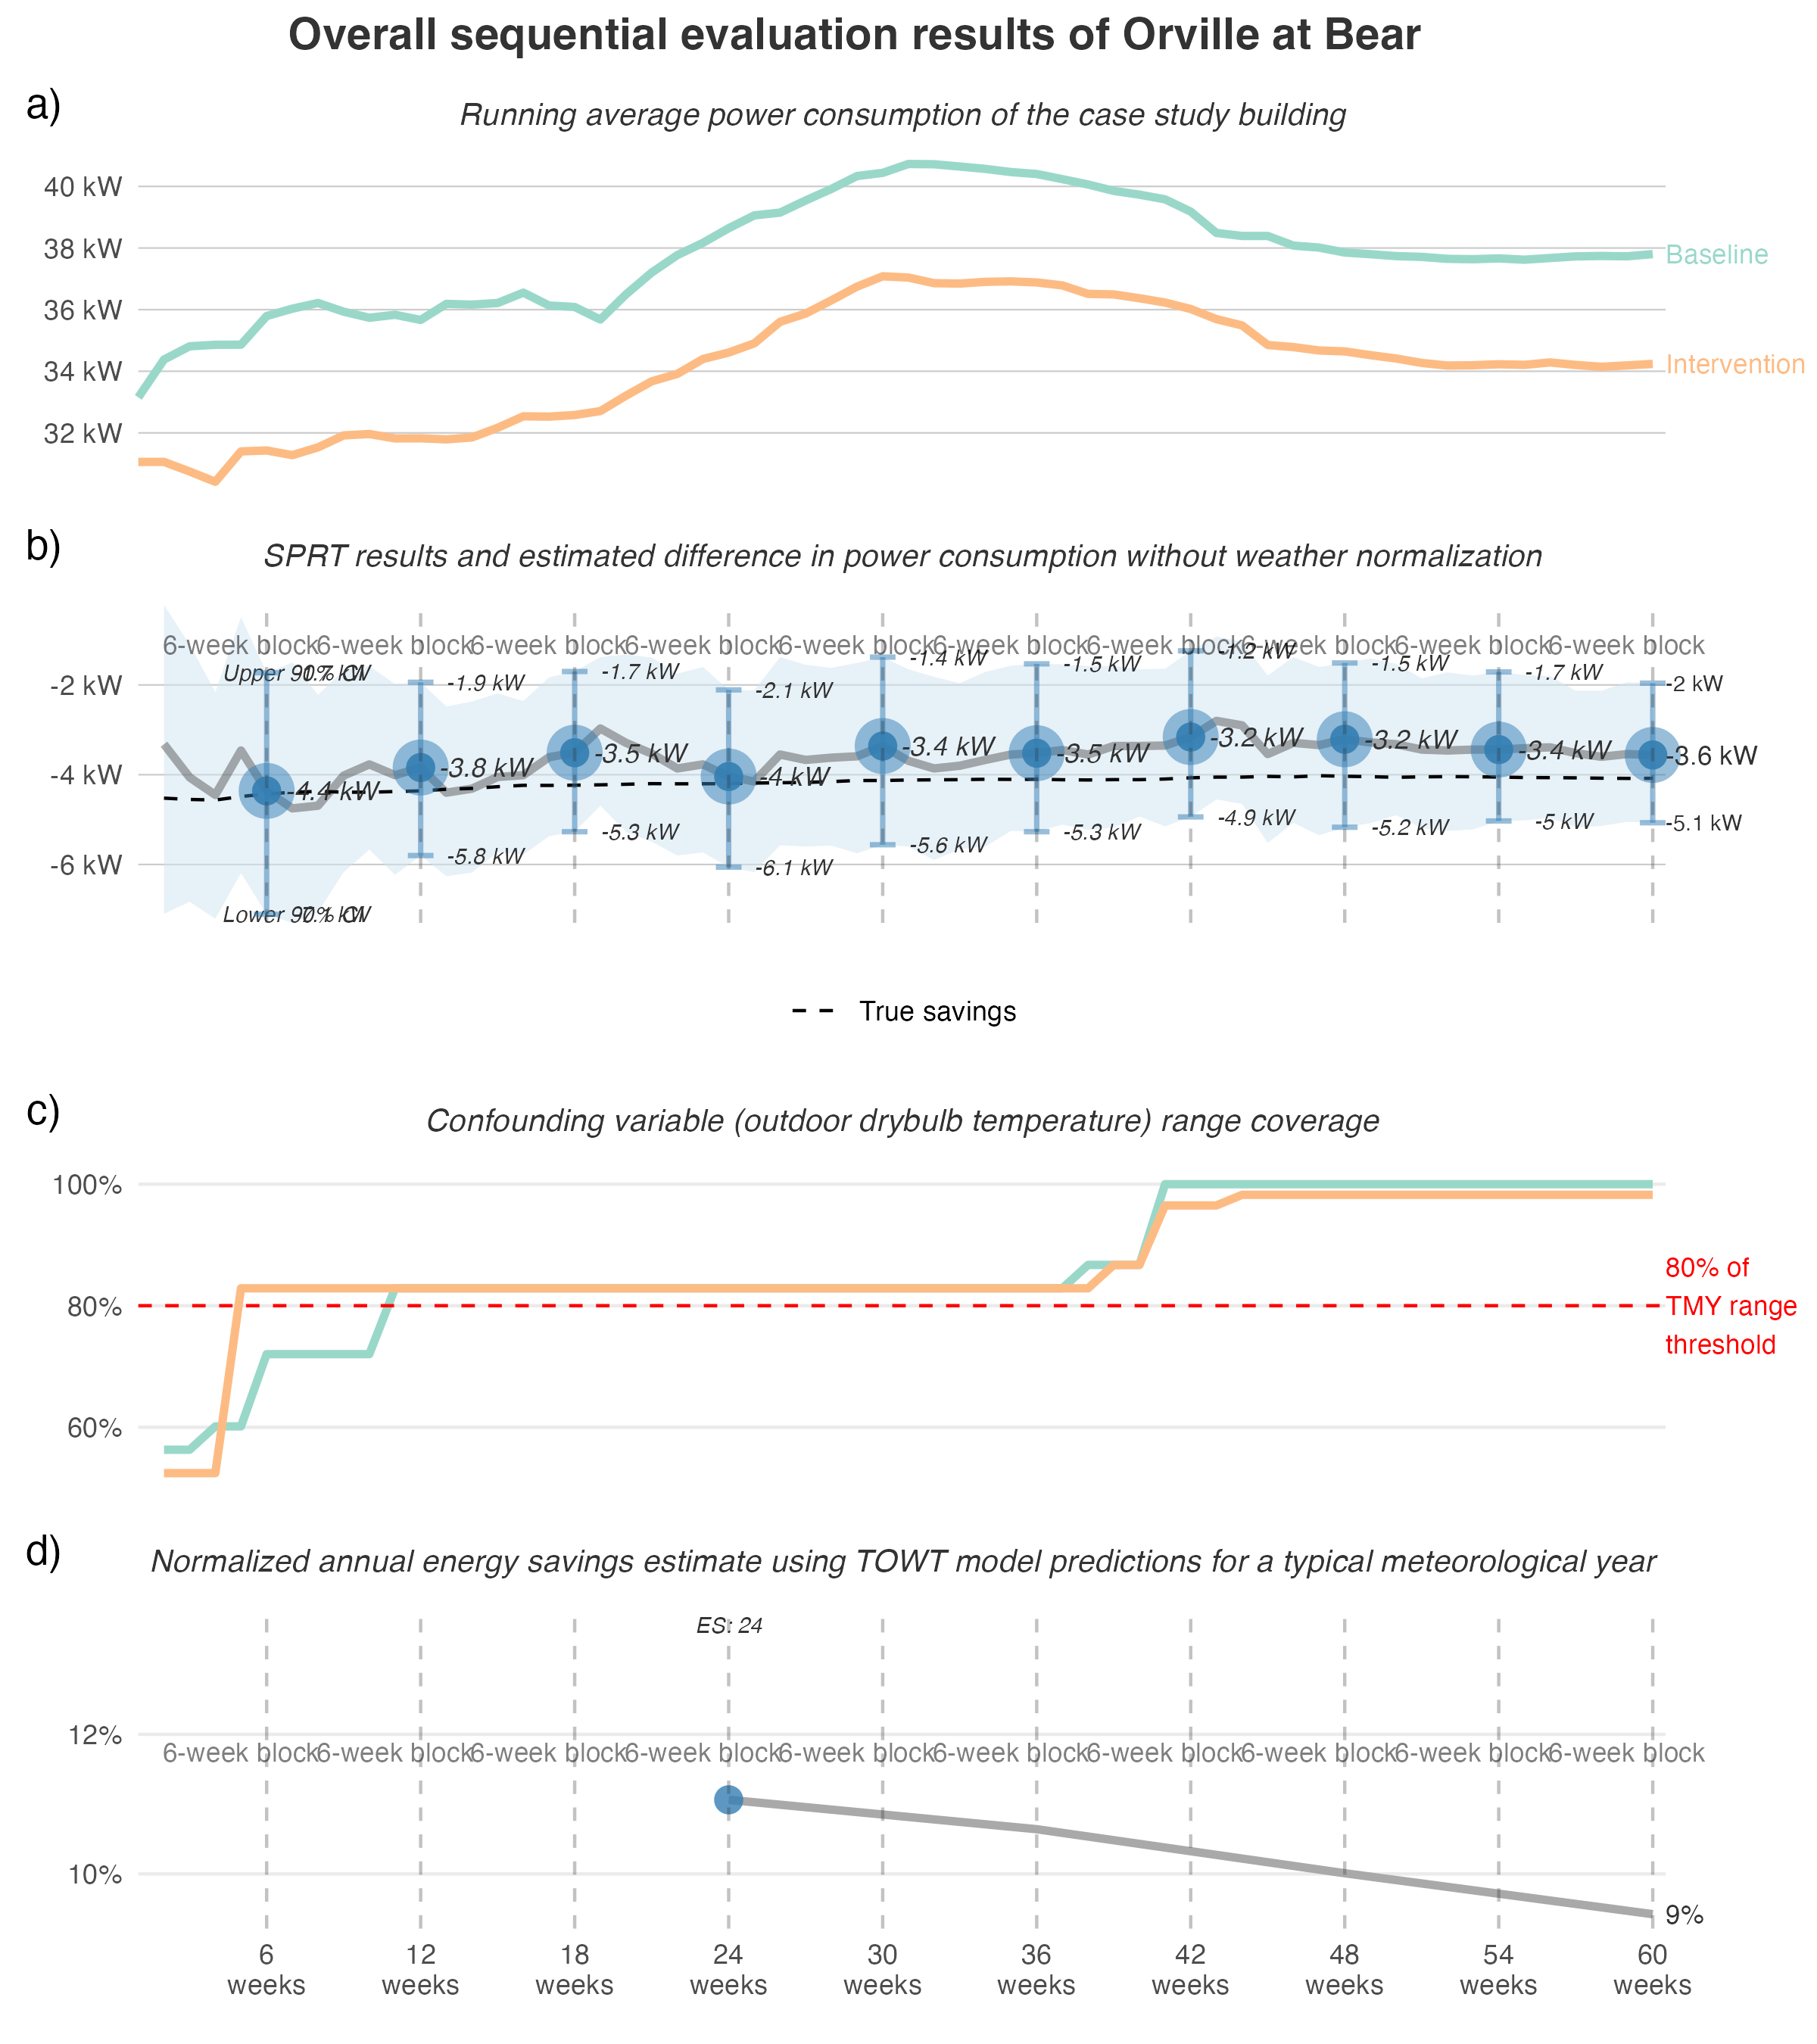 Overall sequential evaluation results of Orville at Bear
a)
Running average power consumption of the case study building
40 kW
38 kW
36 kW
34 kW
32 kW
Baseline
Intervention
b)
SPRT results and estimated difference in power consumption without weather normalization
6-week block 6-week block 6-week block 6-week block 6-week block 6-week block 6-week block 6-week block 6-week block 6-week block
Upper 90% CI
-1.7 kW
-1.9 kW
-1.7 kW
-2.1 kW
-1.4 kW
-1.5 kW
-1.2 kW
-1.5 kW
-1.7 kW
-2 kW
-2 kW
-4 kW
-6 kW
-4.4 kW
-3.8 kW
-3.5 kW
-4 kW
-3.4 kW
-3.5 kW
-3.2 kW
-3.2 kW
-3.4 kW
-3.6 kW
Lower 90% CI
-7.1 kW
-5.8 kW
-5.3 kW
-6.1 kW
-5.6 kW
-5.3 kW
-4.9 kW
-5.2 kW
-5 kW
-5.1 kW
True savings
c)
Confounding variable (outdoor drybulb temperature) range coverage
100%
80%
60%
80% of
TMY range
threshold
d)
Normalized annual energy savings estimate using TOWT model predictions for a typical meteorological year
ES: 24
12%
10%
6-week block 6-week block 6-week block 6-week block 6-week block 6-week block 6-week block 6-week block 6-week block 6-week block
9%
6 12 18 24 30 36 42 48 54 60
weeks weeks weeks weeks weeks weeks weeks weeks weeks weeks